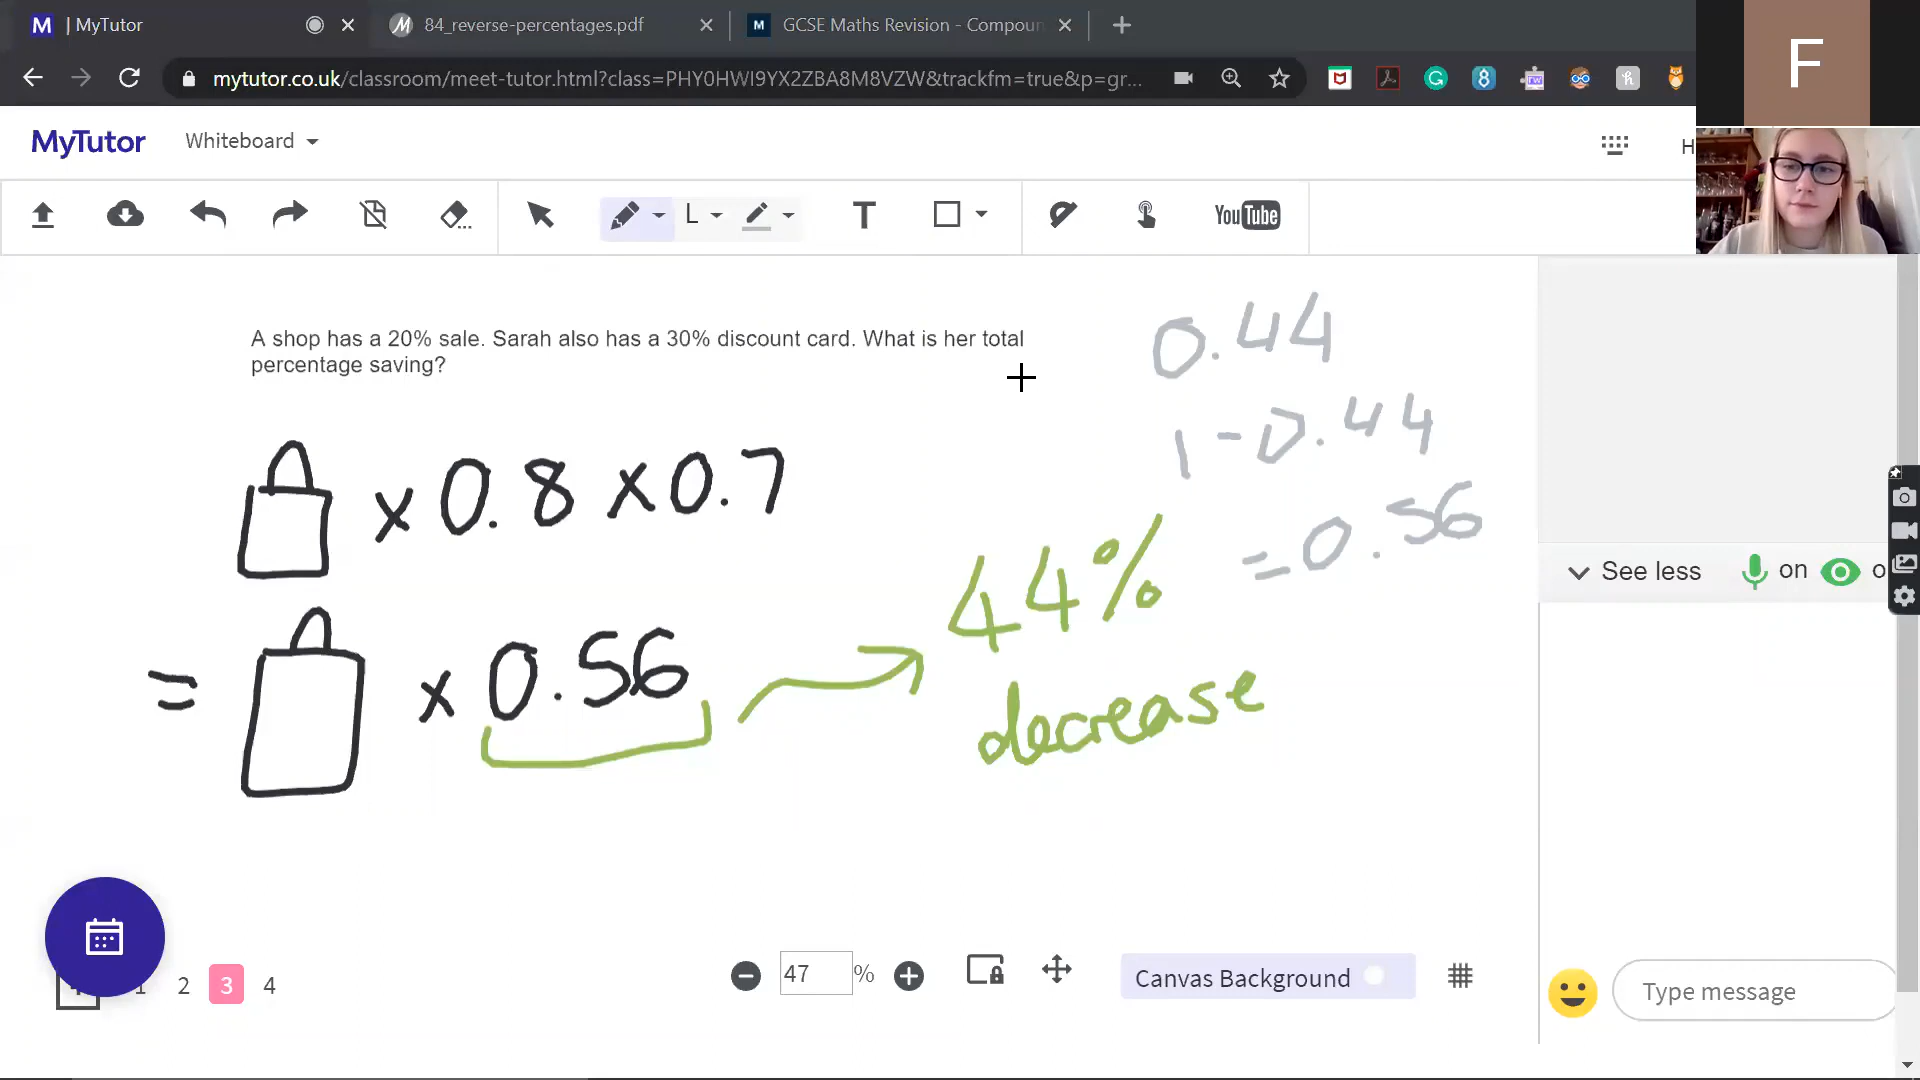 | MyTutor
84_reverse-percentages.pdf
GCSE Maths Revision - Compoun
mytutor.co.uk/classroom/meet-tutor.html?class=PHY0HWI9YX2ZBA8M8VZW&trackfm=true&p=gr...
F
MyTutor
Whiteboard
H
L
T
YouTube
A shop has a 20% sale. Sarah also has a 30% discount card. What is her total
percentage saving?
0.44
1-0.44
=0.56
x 0.8 x 0.7
= x 0.56
44%
decrease
See less
on
o
1 2 3 4
47 %
Canvas Background
Type message